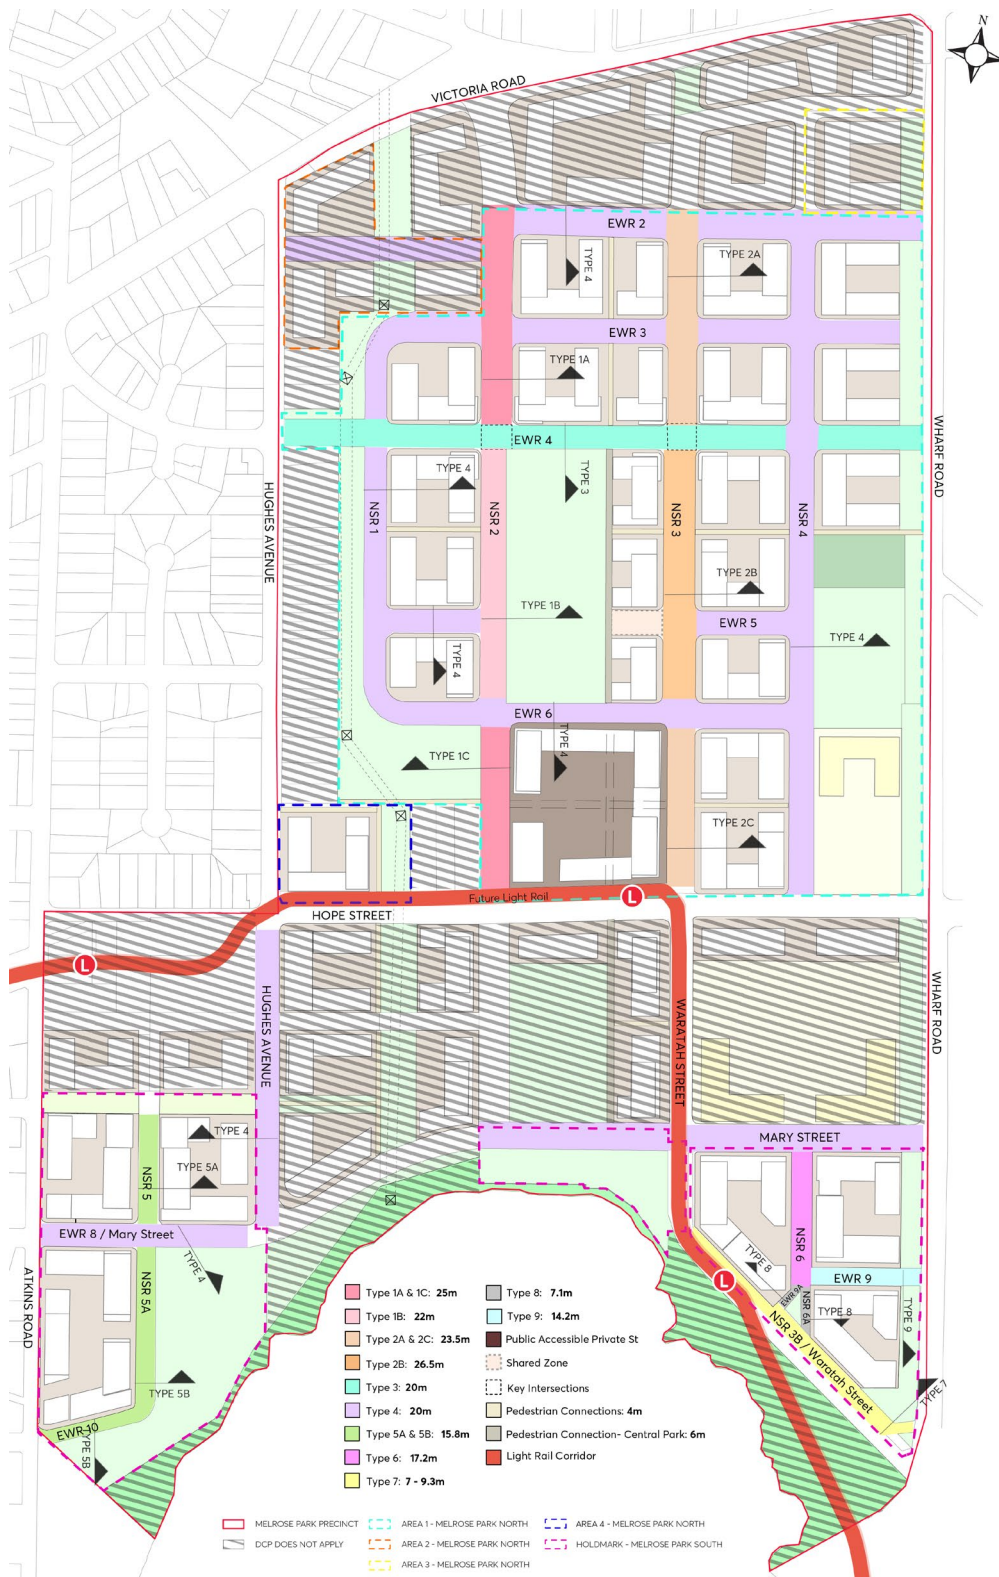 N
VICTORIA ROAD
EWR 2
TYPE 4
TYPE 2A
EWR 3
TYPE 1A
EWR 4
TYPE 4
TYPE 3
WHARF ROAD
HUGHES AVENUE
NSR 1
NSR 2
NSR 3
NSR 4
TYPE 2B
TYPE 1B
EWR 5
TYPE 4
TYPE 4
EWR 6
TYPE 4
TYPE 1C
TYPE 2C
Future Light Rail
L
HOPE STREET
L
HUGHES AVENUE
WARATAH STREET
WHARF ROAD
TYPE 4
MARY STREET
NSR 5
TYPE 5A
EWR 8 / Mary Street
TYPE 4
NSR 6
TYPE 8
EWR 9
L
EWR 9A
NSR 6A
TYPE 8
TYPE 9
ATKINS ROAD
NSR 5A
NSR 3B / Waratah Street
TYPE 5B
TYPE 7
EWR 10
TYPE 5B
Type 1A & 1C: 25m
Type 1B: 22m
Type 2A & 2C: 23.5m
Type 2B: 26.5m
Type 3: 20m
Type 4: 20m
Type 5A & 5B: 15.8m
Type 6: 17.2m
Type 7: 7 - 9.3m
Type 8: 7.1m
Type 9: 14.2m
Public Accessible Private St
Shared Zone
Key Intersections
Pedestrian Connections: 4m
Pedestrian Connection- Central Park: 6m
Light Rail Corridor
MELROSE PARK PRECINCT
DCP DOES NOT APPLY
AREA 1 - MELROSE PARK NORTH
AREA 2 - MELROSE PARK NORTH
AREA 3 - MELROSE PARK NORTH
AREA 4 - MELROSE PARK NORTH
HOLDMARK - MELROSE PARK SOUTH